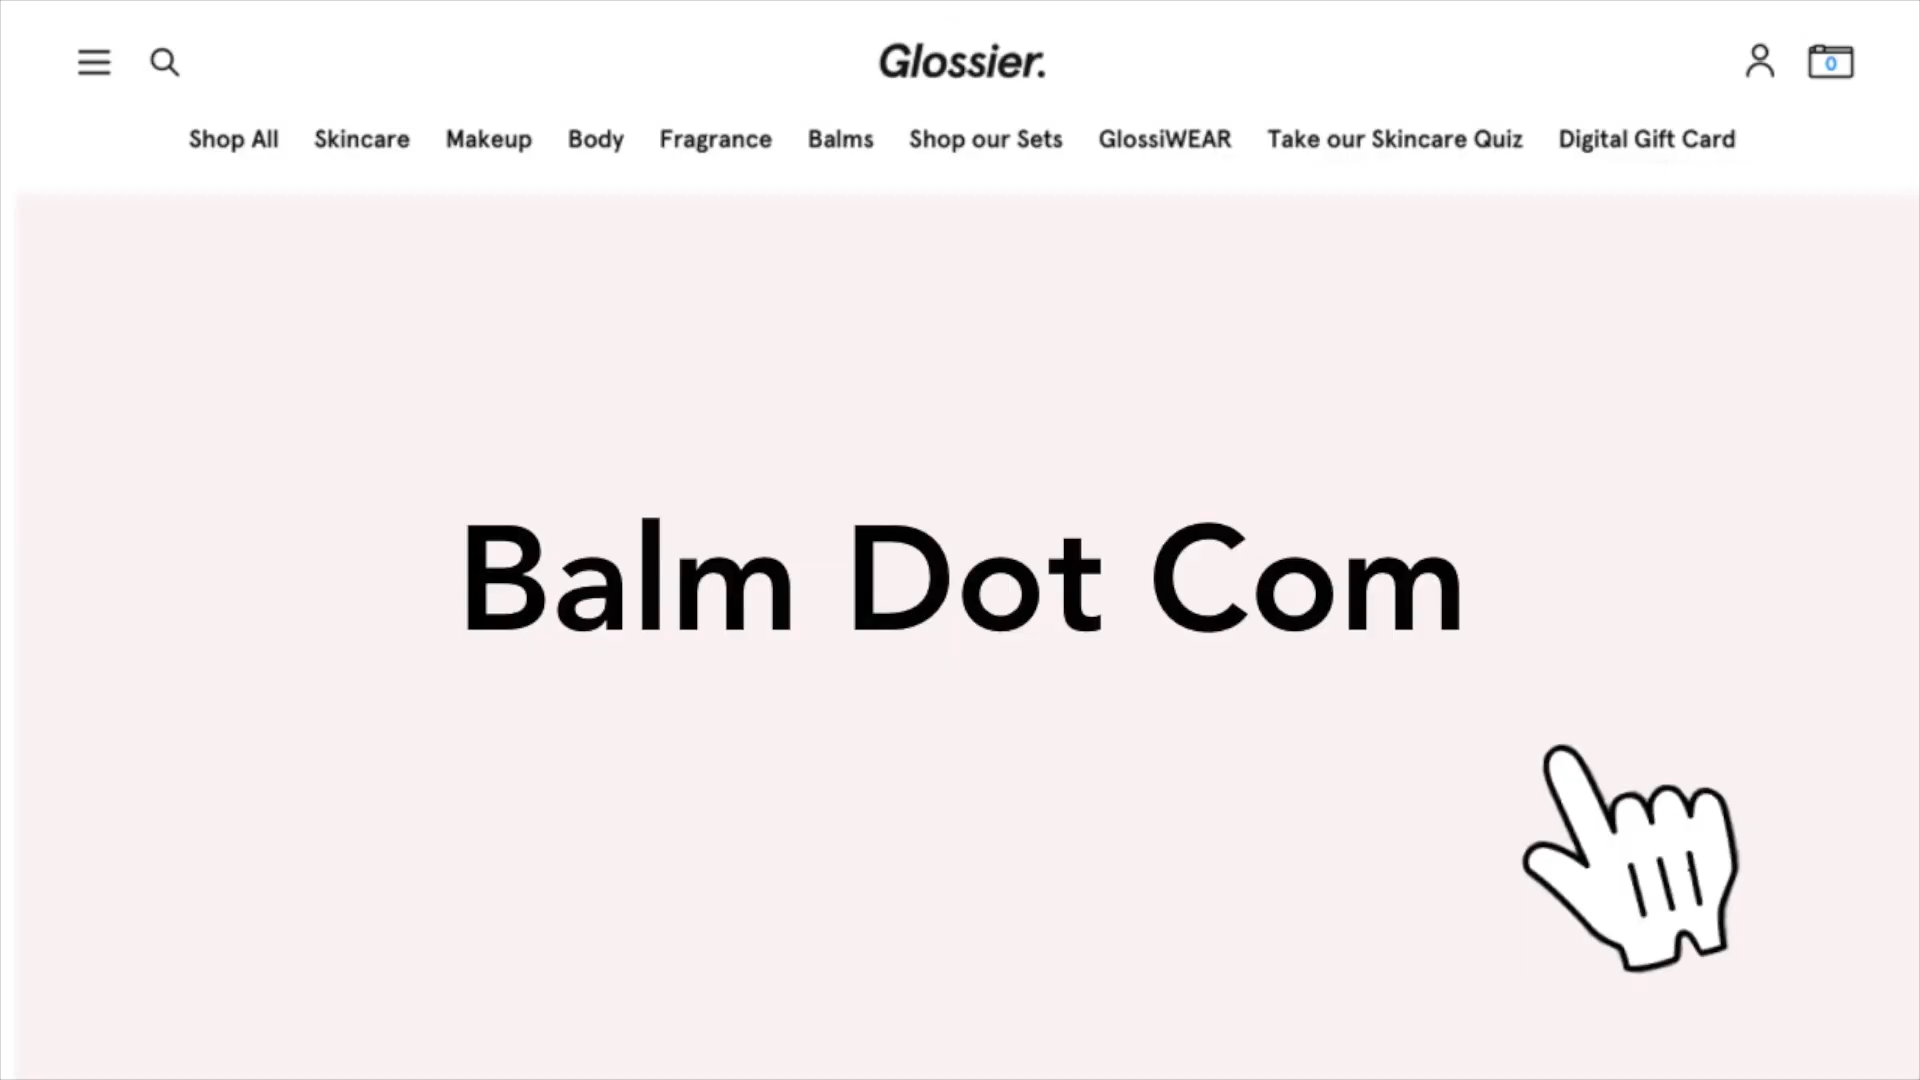 Glossier.
0
Shop All Skincare Makeup Body Fragrance Balms Shop our Sets GlossiWEAR Take our Skincare Quiz Digital Gift Card
Balm Dot Com